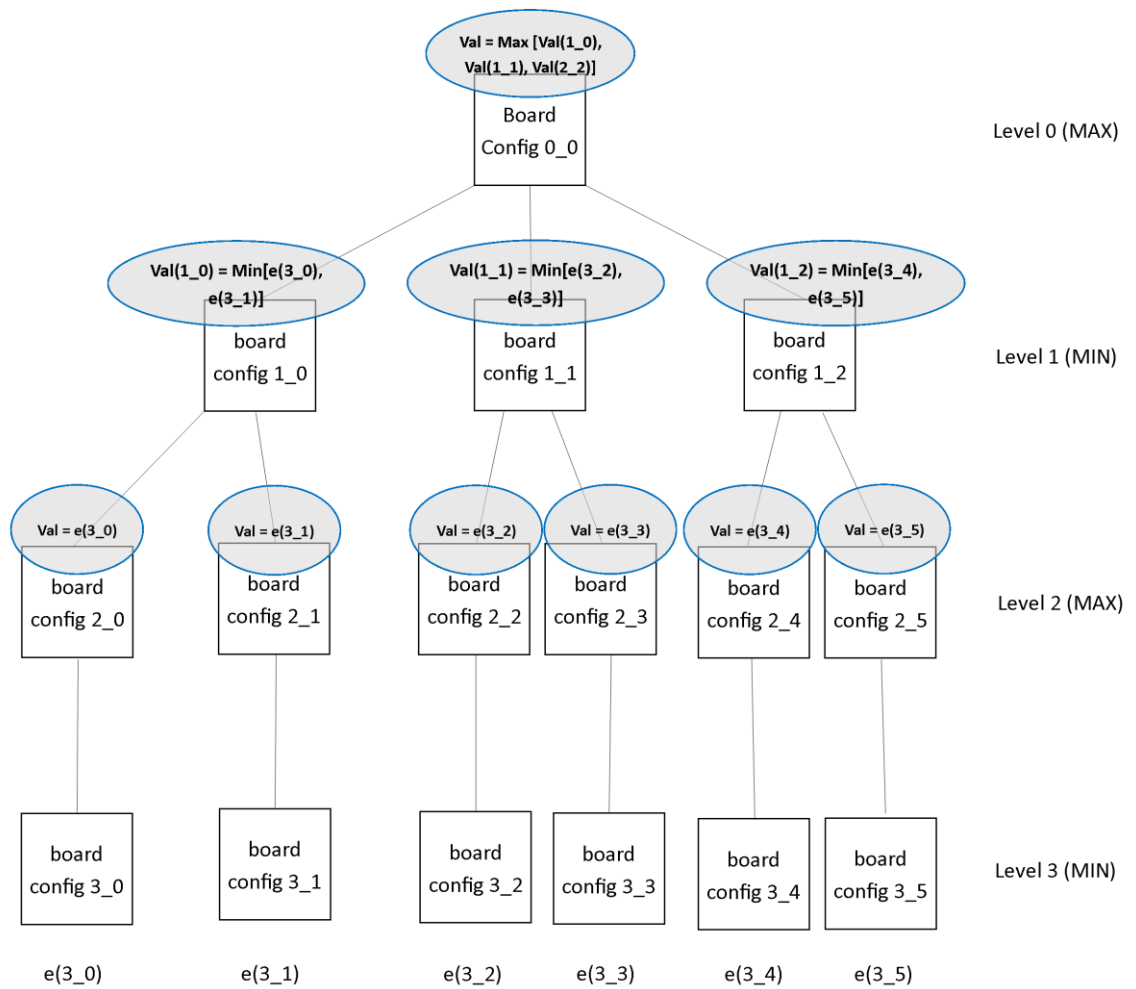 Val = Max [Val(1_0),
Val(1_1), Val(2_2)]
Board
Config 0_0
Level 0 (MAX)
Val(1_0) = Min[e(3_0),
e(3_1)]
Val(1_1) = Min[e(3_2),
e(3_3)]
Val(1_2) = Min[e(3_4),
e(3_5)]
board
config 1_0
board
config 1_1
board
config 1_2
Level 1 (MIN)
Val = e(3_0)
Val = e(3_1)
Val = e(3_2)
Val = e(3_3)
Val = e(3_4)
Val = e(3_5)
board
config 2_0
board
config 2_1
board
config 2_2
board
config 2_3
board
config 2_4
board
config 2_5
Level 2 (MAX)
board
config 3_0
board
config 3_1
board
config 3_2
board
config 3_3
board
config 3_4
board
config 3_5
Level 3 (MIN)
e(3_0)
e(3_1)
e(3_2)
e(3_3)
e(3_4)
e(3_5)